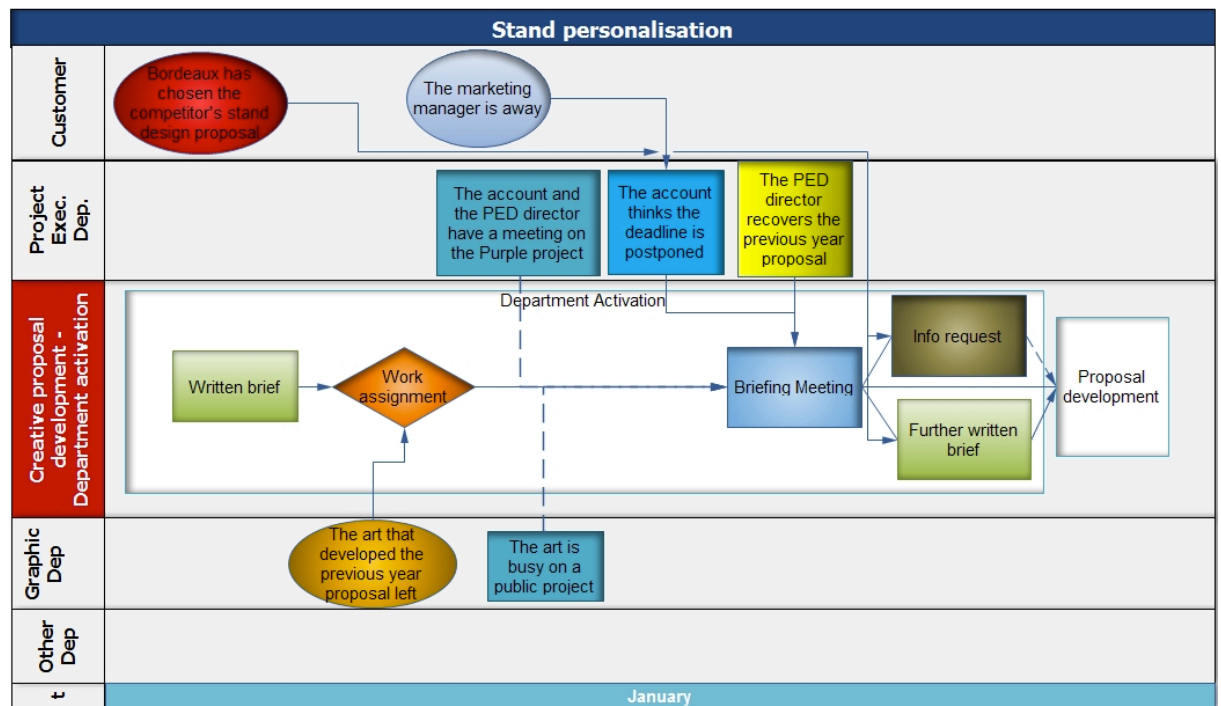 Stand personalisation
Customer
Bordeaux has
chosen the
competitor's stand
design proposal
The marketing
manager is away
Project
Exec.
Dep.
The account and
the PED director
have a meeting on
the Purple project
The account
thinks the
deadline is
postponed
The PED
director
recovers the
previous year
proposal
Creative proposal
development -
Department activation
Department Activation
Written brief
Work
assignment
Briefing Meeting
Info request
Further written
brief
Proposal
development
Graphic
Dep
The art that
developed the
previous year
proposal left
The art is
busy on a
public project
Other
Dep
t
January